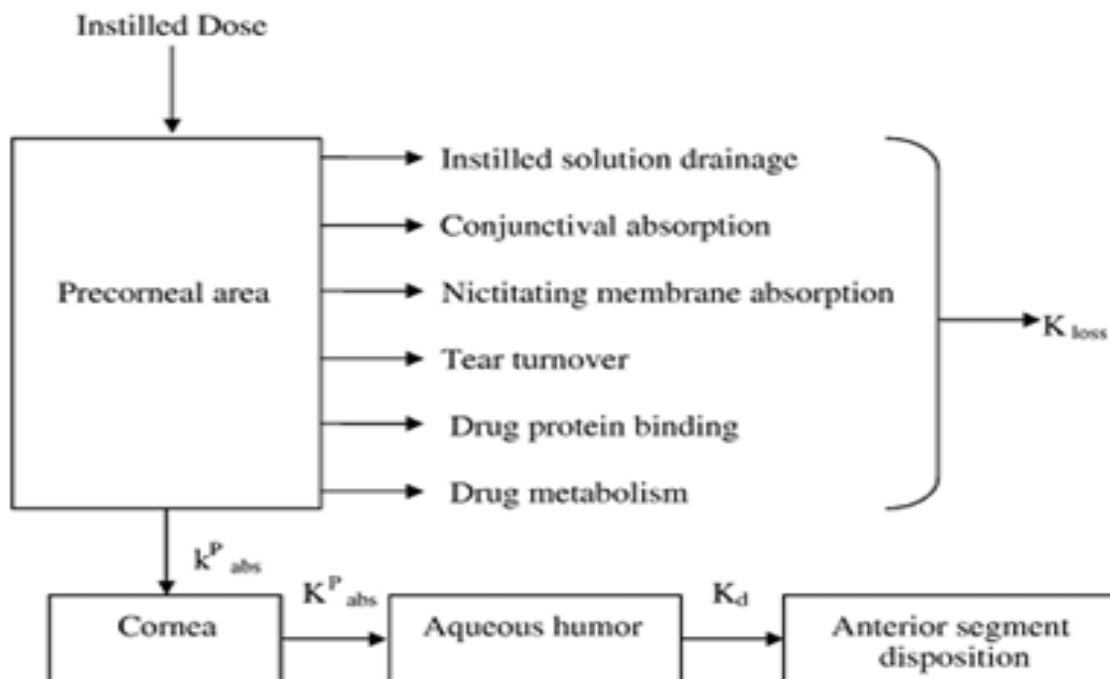 Instilled Dose
Instilled solution drainage
Conjunctival absorption
Precorneal area
Nictitating membrane absorption
K loss
Tear turnover
Drug protein binding
Drug metabolism
k^P abs
K^P abs
K_d
Cornea
Aqueous humor
Anterior segment
disposition